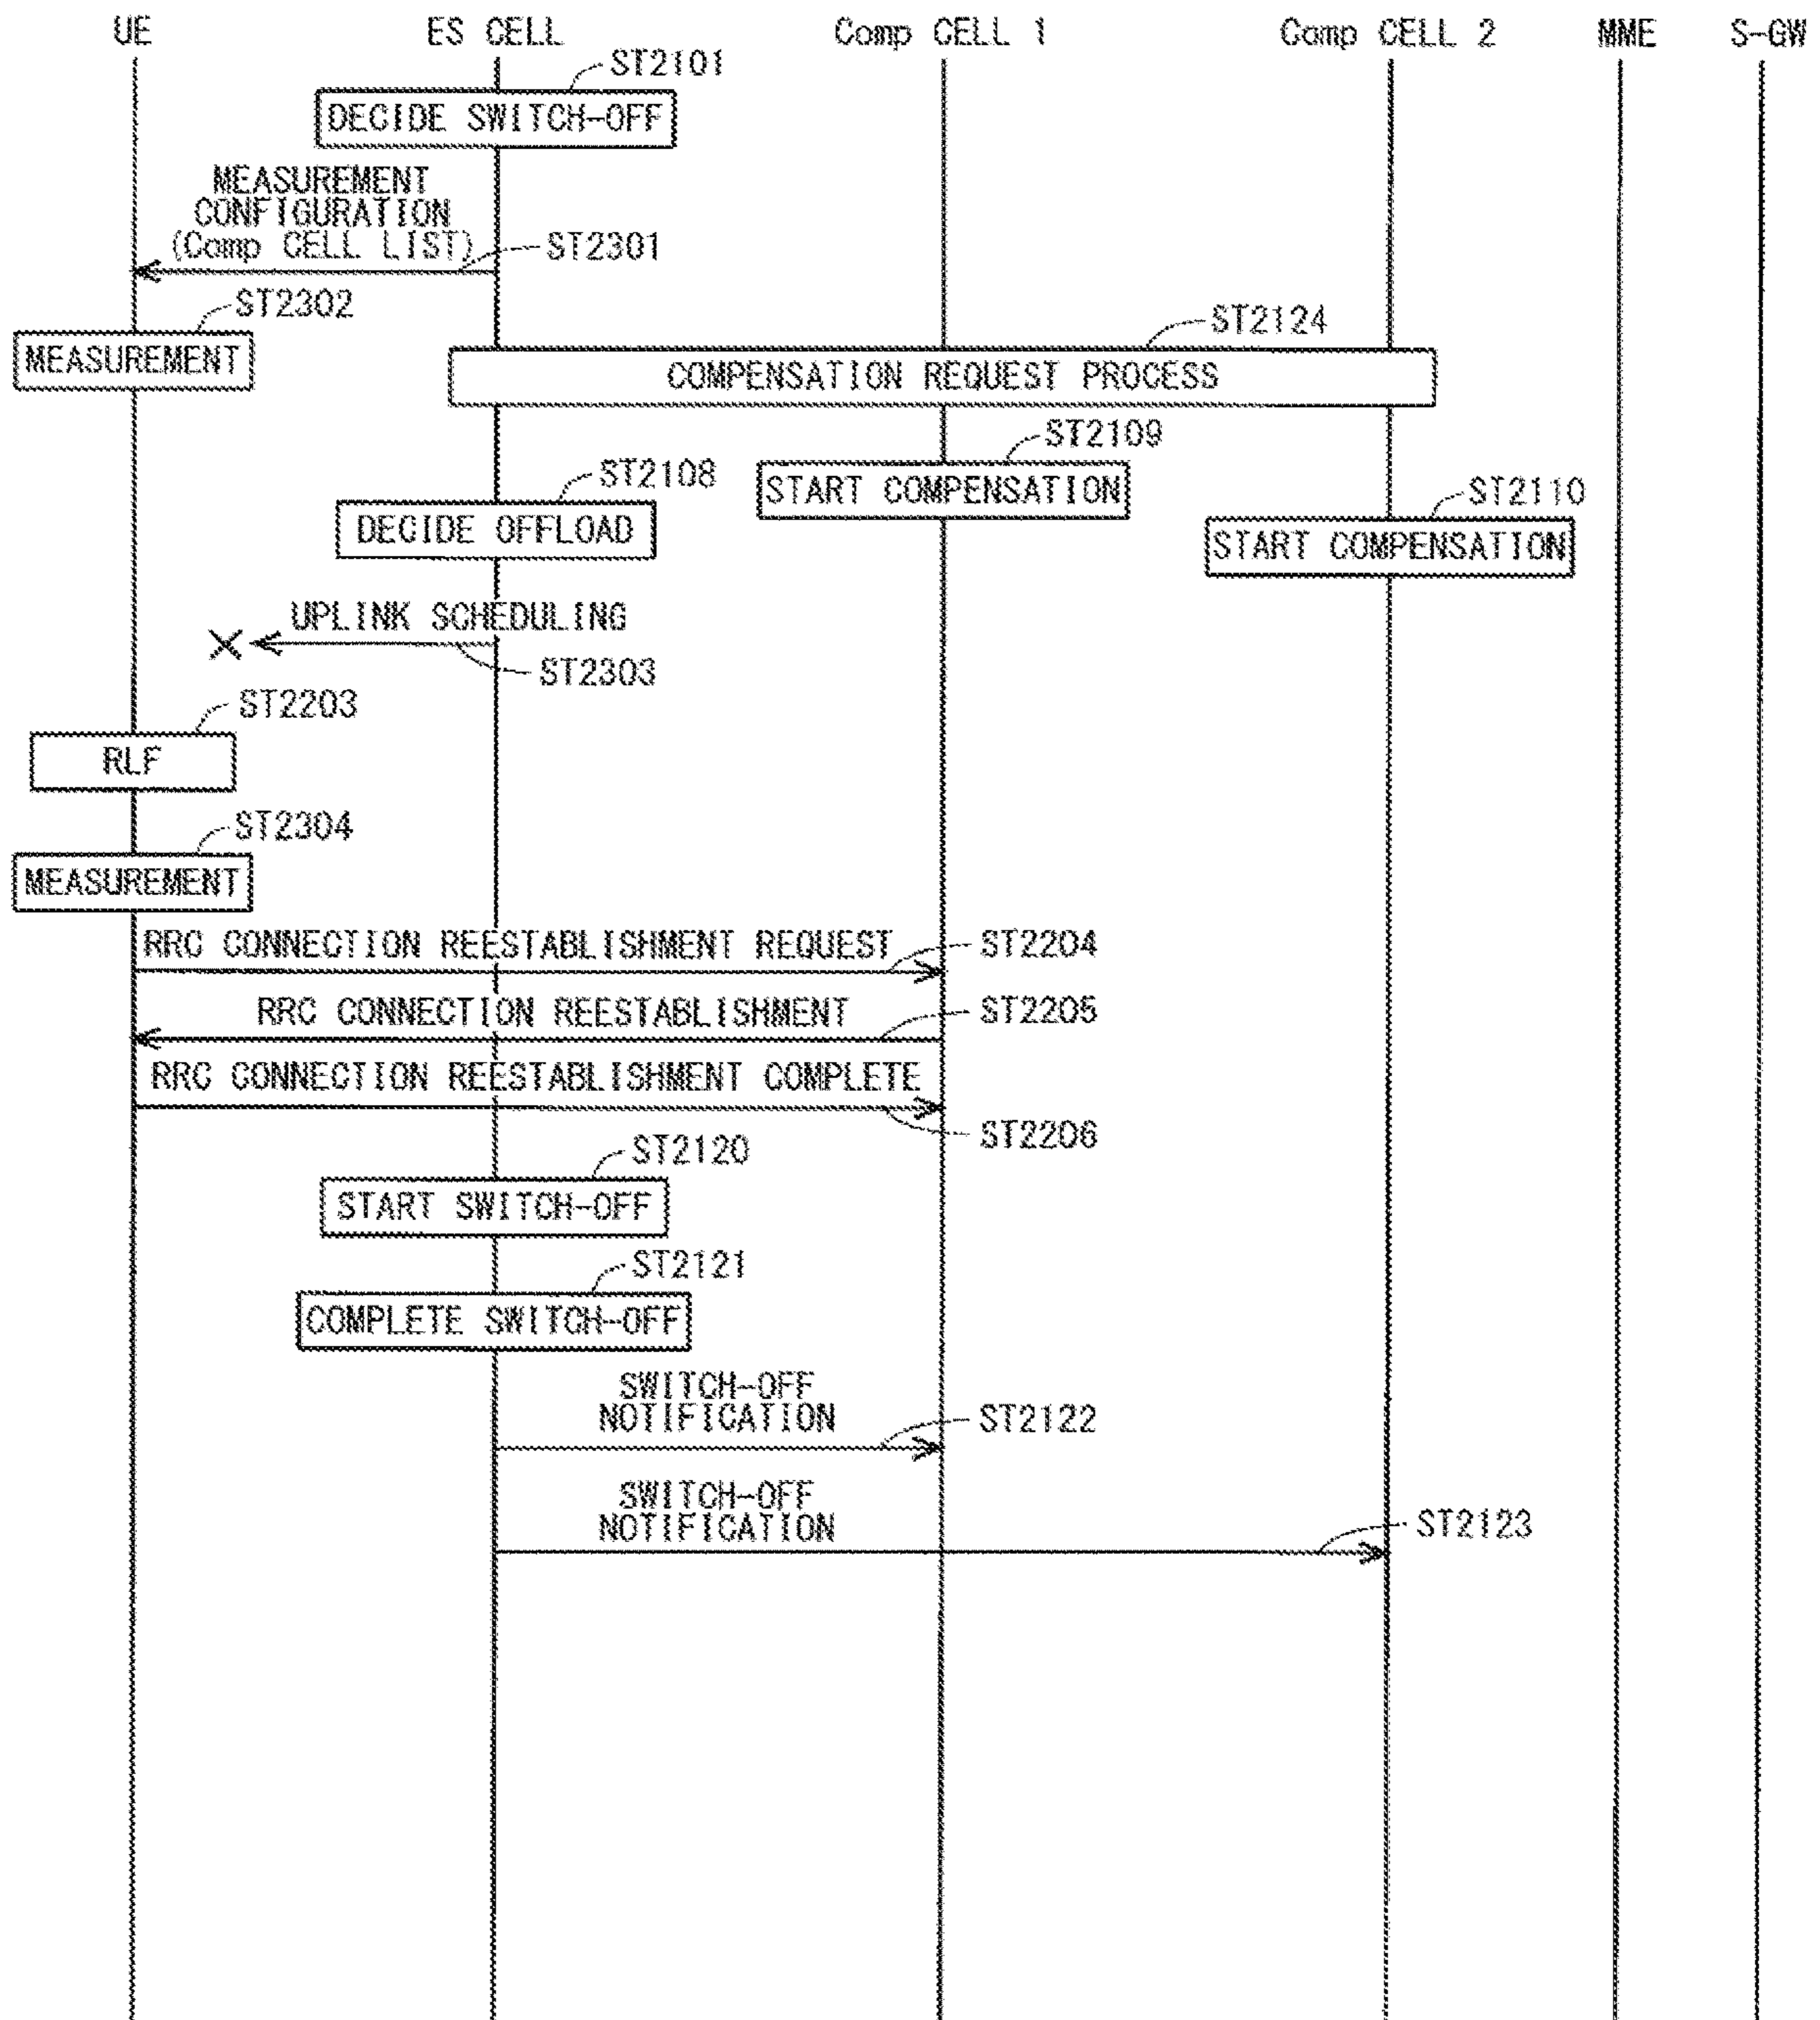 UE ES CELL Comp CELL 1 Comp CELL 2 MME S-GW
ST2101
DECIDE SWITCH-OFF
MEASUREMENT
CONFIGURATION
(Comp CELL LIST)
ST2301
ST2302
MEASUREMENT
ST2124
COMPENSATION REQUEST PROCESS
ST2109
START COMPENSATION
ST2108
DECIDE OFFLOAD
ST2110
START COMPENSATION
UPLINK SCHEDULING
ST2303
ST2203
RLF
ST2304
MEASUREMENT
RRC CONNECTION REESTABLISHMENT REQUEST ST2204
RRC CONNECTION REESTABLISHMENT ST2205
RRC CONNECTION REESTABLISHMENT COMPLETE
ST2206
ST2120
START SWITCH-OFF
ST2121
COMPLETE SWITCH-OFF
SWITCH-OFF
NOTIFICATION ST2122
SWITCH-OFF
NOTIFICATION ST2123